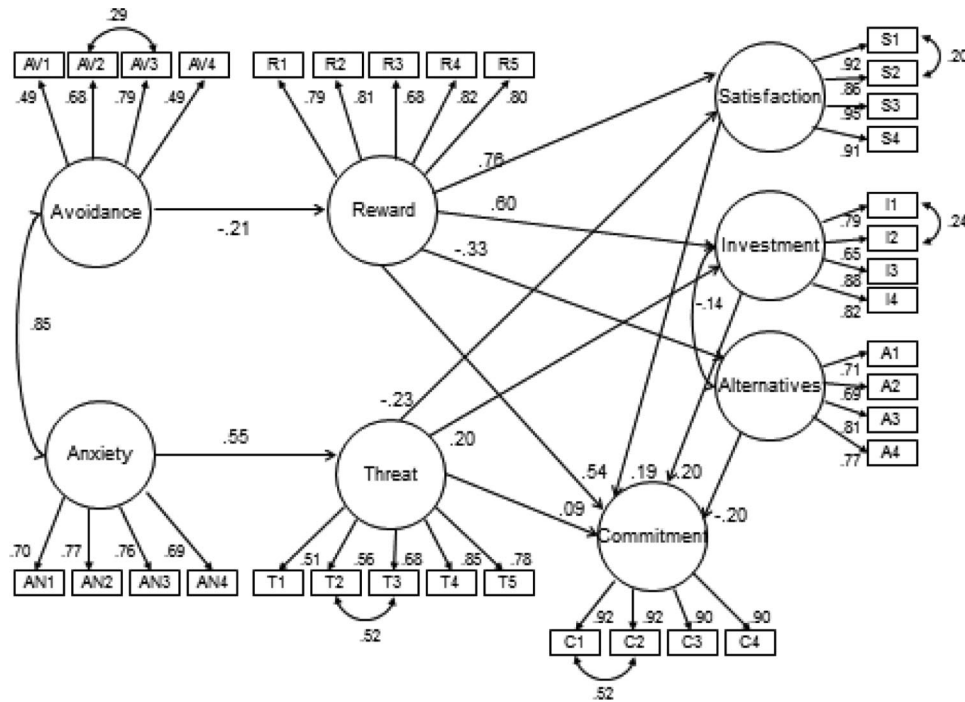 .29
AV1 AV2 AV3 AV4
.49 .68 .79 .49
R1 R2 R3 R4 R5
.79 .81 .68 .82 .80
S1
.92
S2
.20
.86
S3
.95
S4
.91
Satisfaction
Avoidance
-.21
Reward
.76
.60
-.33
I1
.79
I2
.24
.65
I3
.88
I4
.82
Investment
-.14
.85
A1
.71
A2
.69
A3
.81
A4
.77
Alternatives
Anxiety
.55
Threat
-.23
.20
.09
.54 .19 .20
-.20
Commitment
.70 .77 .76 .69
AN1 AN2 AN3 AN4
.51 .56 .68 .85 .78
T1 T2 T3 T4 T5
.52
.92 .92 .90 .90
C1 C2 C3 C4
.52